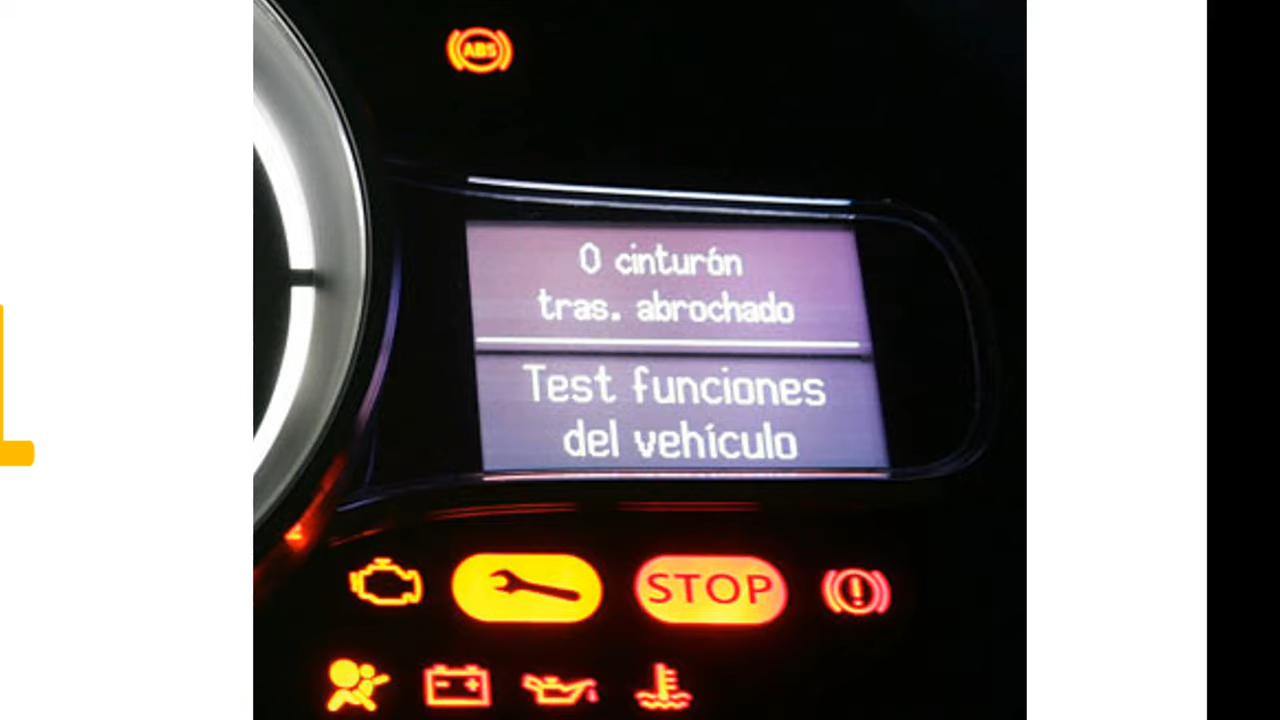 ABS
0 cinturón
tras. abrochado
Test funciones
del vehículo
STOP